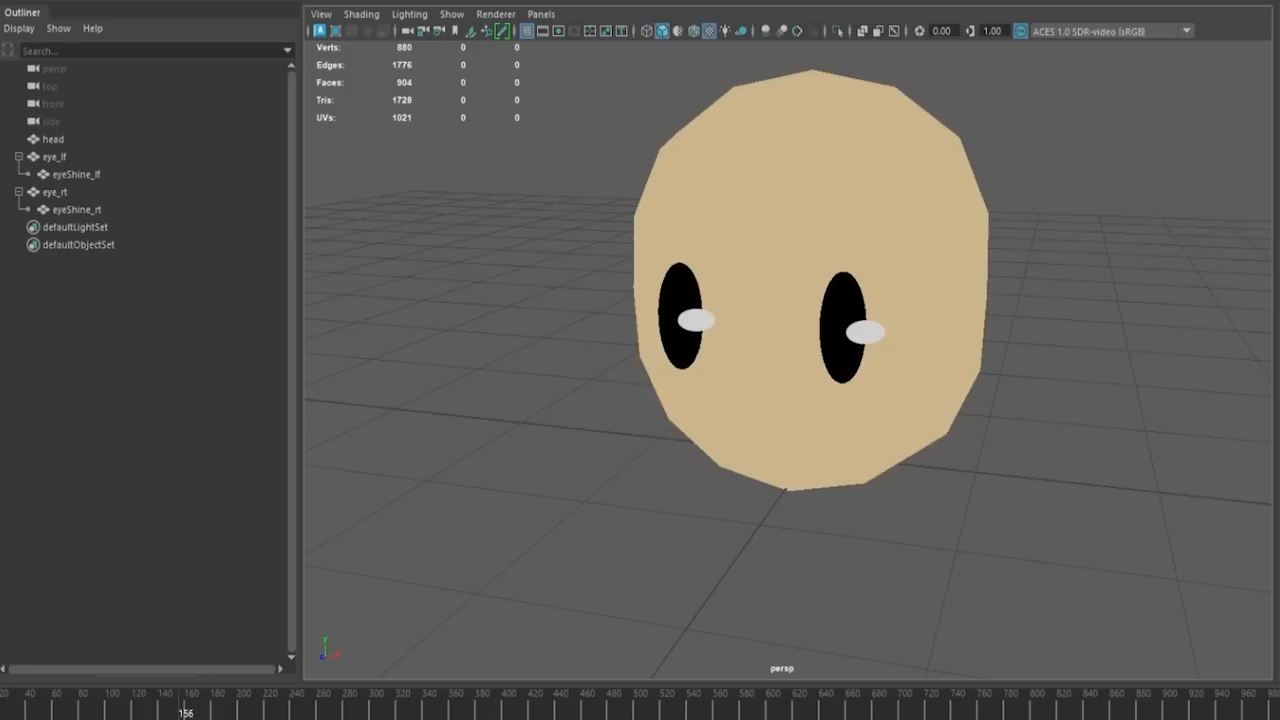 Outliner
Display Show Help
Search...
persp
top
front
side
head
eye_lf
eyeShine_lf
eye_rt
eyeShine_rt
defaultLightSet
defaultObjectSet
View Shading Lighting Show Renderer Panels
0.00 1.00 ACES 1.0 SDR-video (sRGB)
Verts: 880 0 0
Edges: 1776 0 0
Faces: 904 0 0
Tris: 1728 0 0
UVs: 1021 0 0
persp
20 40 60 80 100 120 140 160 180 200 220 240 260 280 300 320 340 360 380 400 420 440 460 480 500 520 540 560 580 600 620 640 660 680 700 720 740 760 780 800 820 840 860 880 900 920 940 960
156